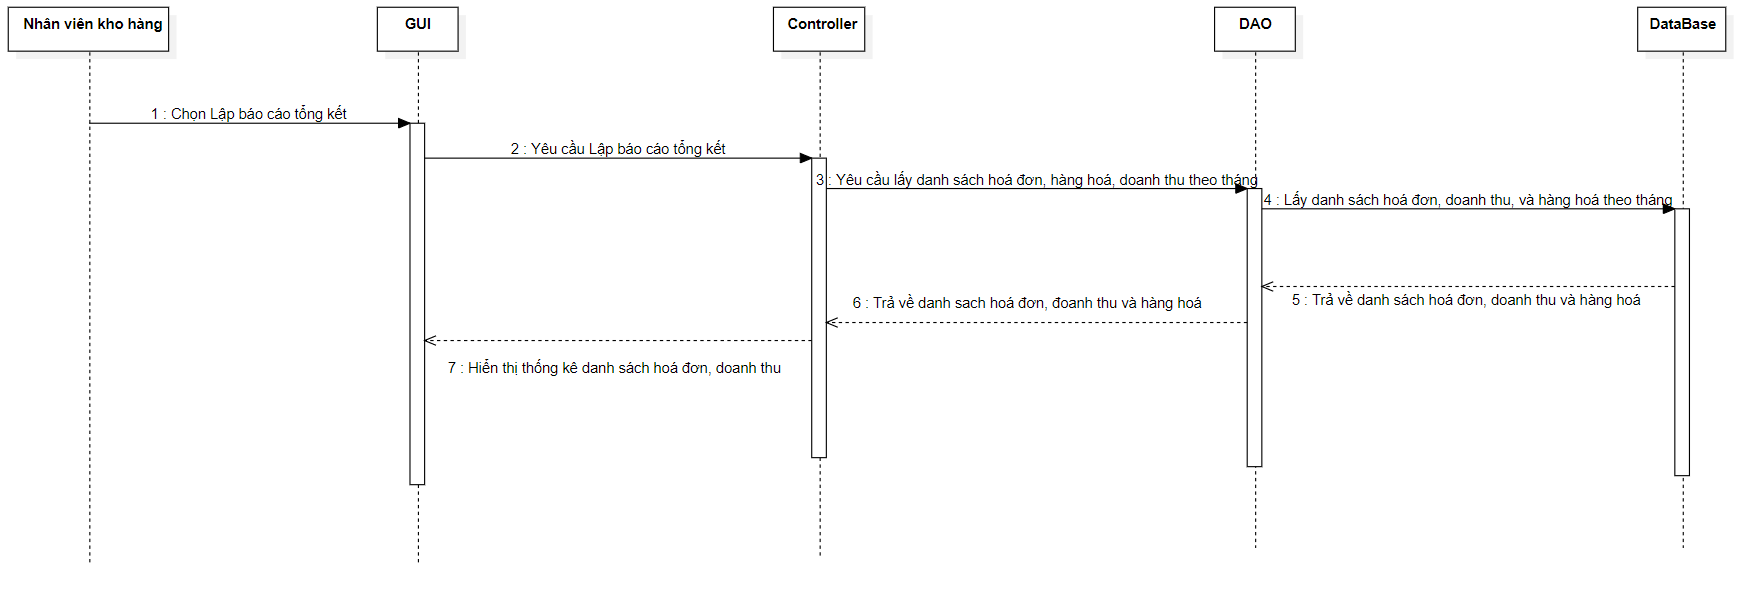 Nhân viên kho hàng
GUI
Controller
DAO
DataBase
1 : Chọn Lập báo cáo tổng kết
2 : Yêu cầu Lập báo cáo tổng kết
3 : Yêu cầu lấy danh sách hoá đơn, hàng hoá, doanh thu theo tháng
4 : Lấy danh sách hoá đơn, doanh thu, và hàng hoá theo tháng
5 : Trả về danh sách hoá đơn, doanh thu và hàng hoá
6 : Trả về danh sach hoá đơn, đoanh thu và hàng hoá
7 : Hiển thị thống kê danh sách hoá đơn, doanh thu